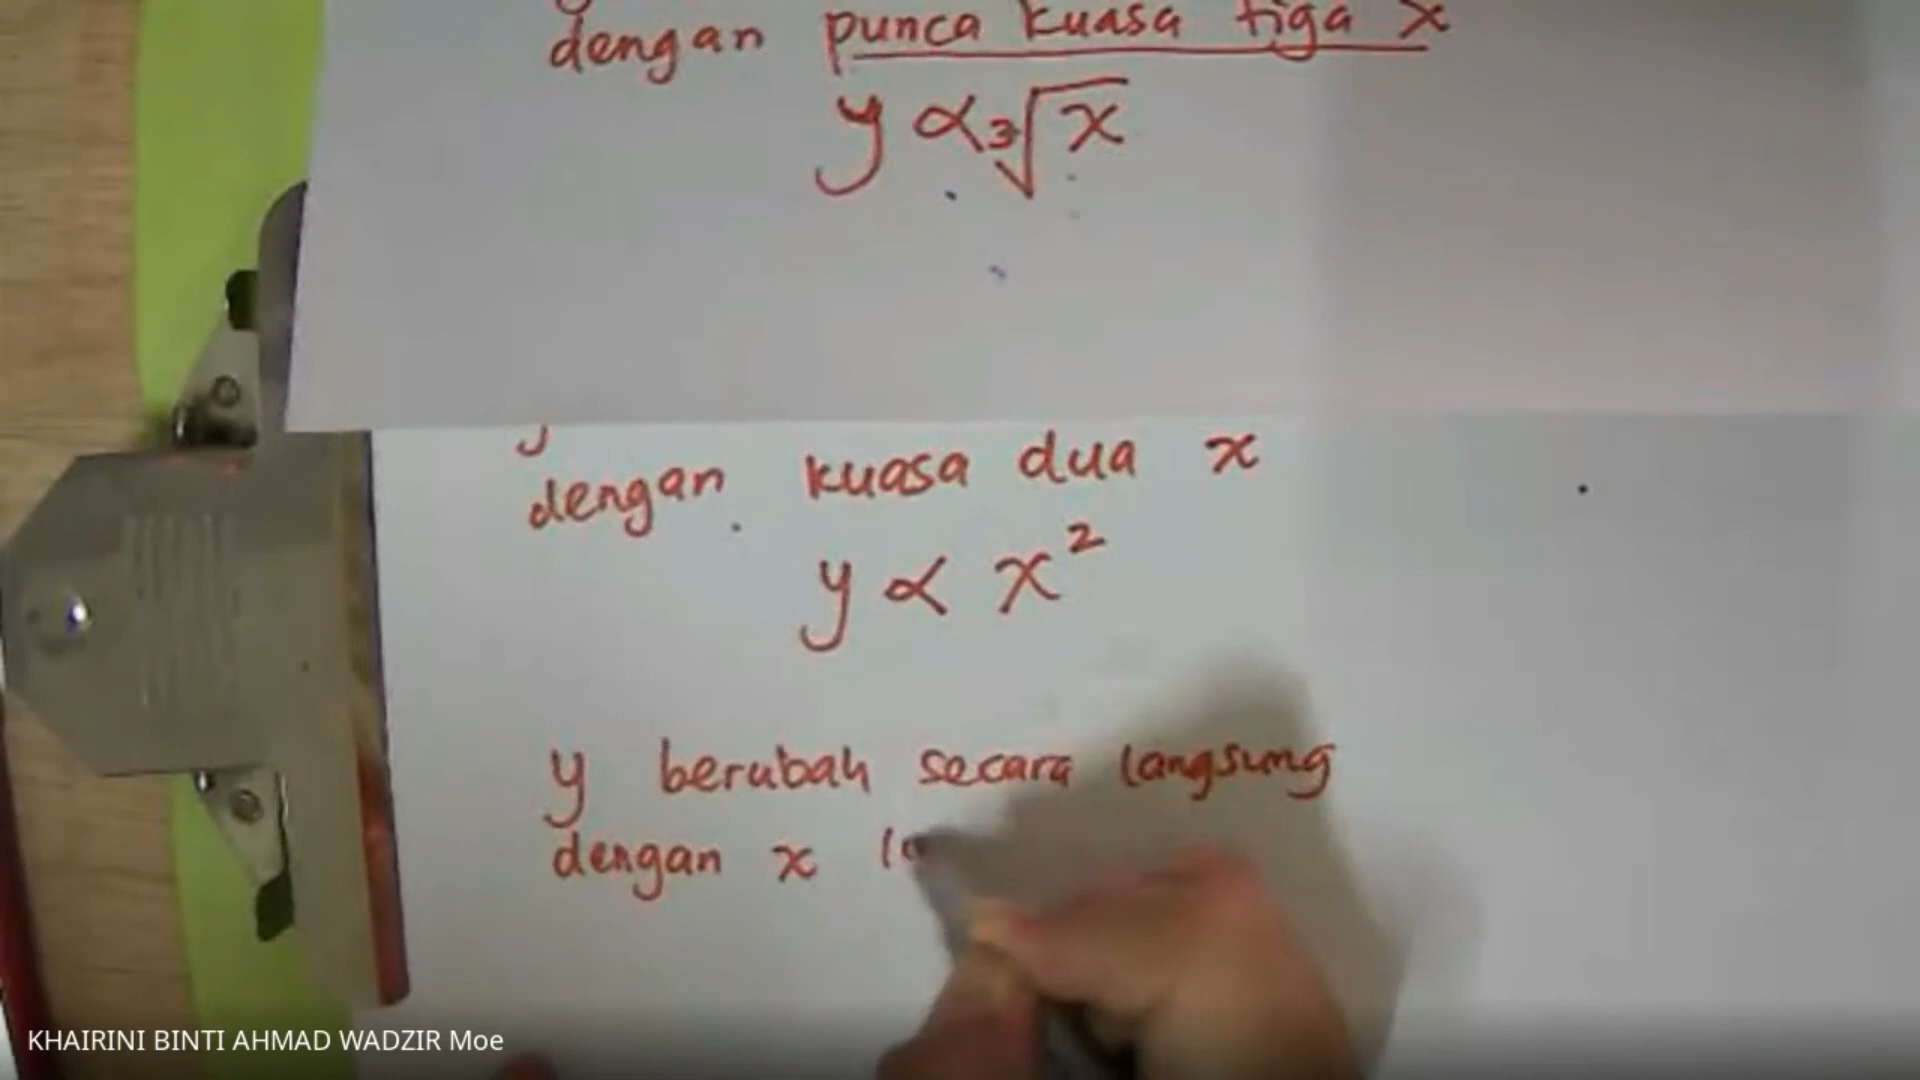 dengan punca kuasa tiga x
y ∝ ∛x
dengan kuasa dua x
y ∝ x²
y berubah secara langsung
dengan x
KHAIRINI BINTI AHMAD WADZIR Moe